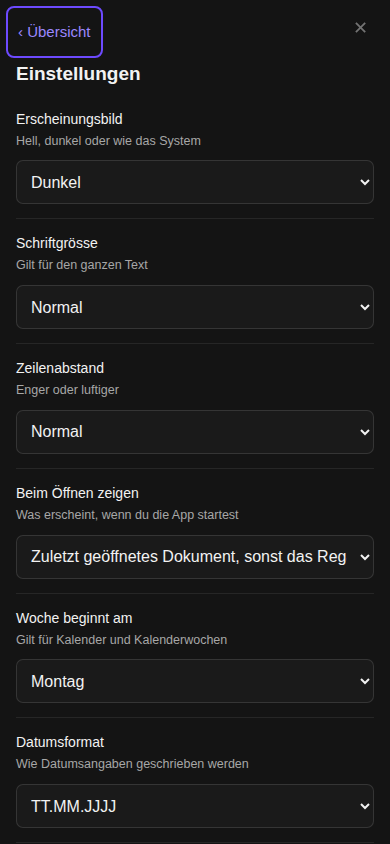 ‹ Übersicht
×
Einstellungen
Erscheinungsbild
Hell, dunkel oder wie das System
Dunkel
Schriftgrösse
Gilt für den ganzen Text
Normal
Zeilenabstand
Enger oder luftiger
Normal
Beim Öffnen zeigen
Was erscheint, wenn du die App startest
Zuletzt geöffnetes Dokument, sonst das Reg
Woche beginnt am
Gilt für Kalender und Kalenderwochen
Montag
Datumsformat
Wie Datumsangaben geschrieben werden
TT.MM.JJJJ